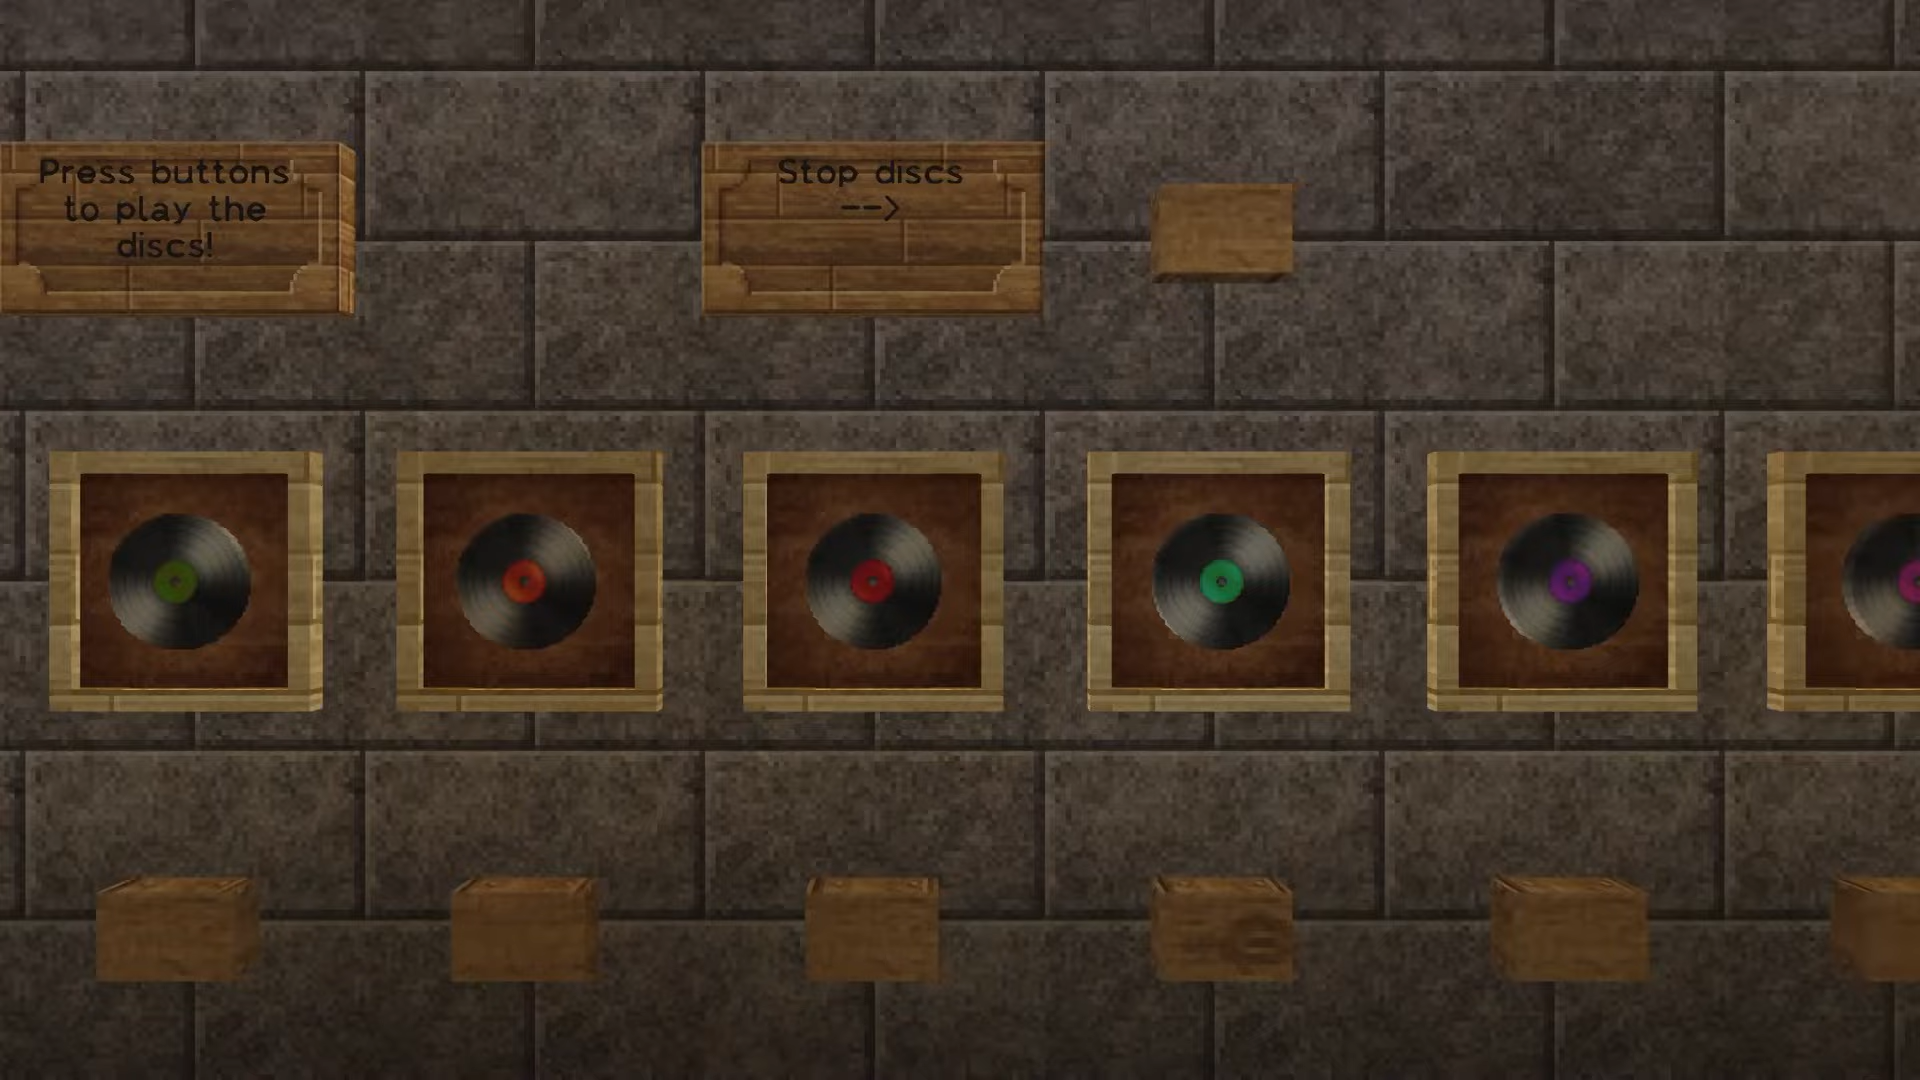 Press buttons
to play the
discs!
Stop discs
-->